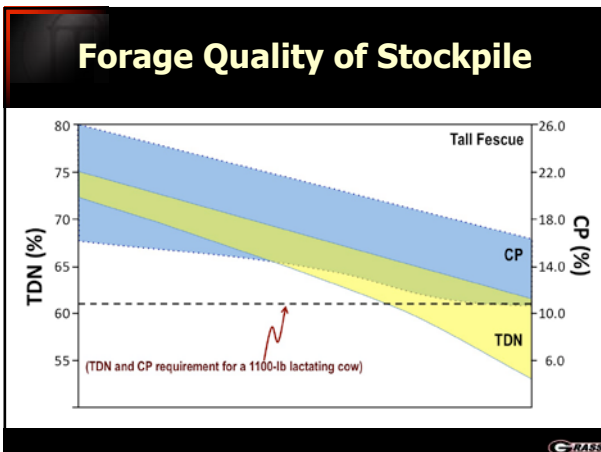 Forage Quality of Stockpile
Tall Fescue
TDN (%)
80
75
70
65
60
55
26.0
22.0
18.0
14.0
10.0
6.0
CP (%)
CP
TDN
(TDN and CP requirement for a 1100-lb lactating cow)
GRASS